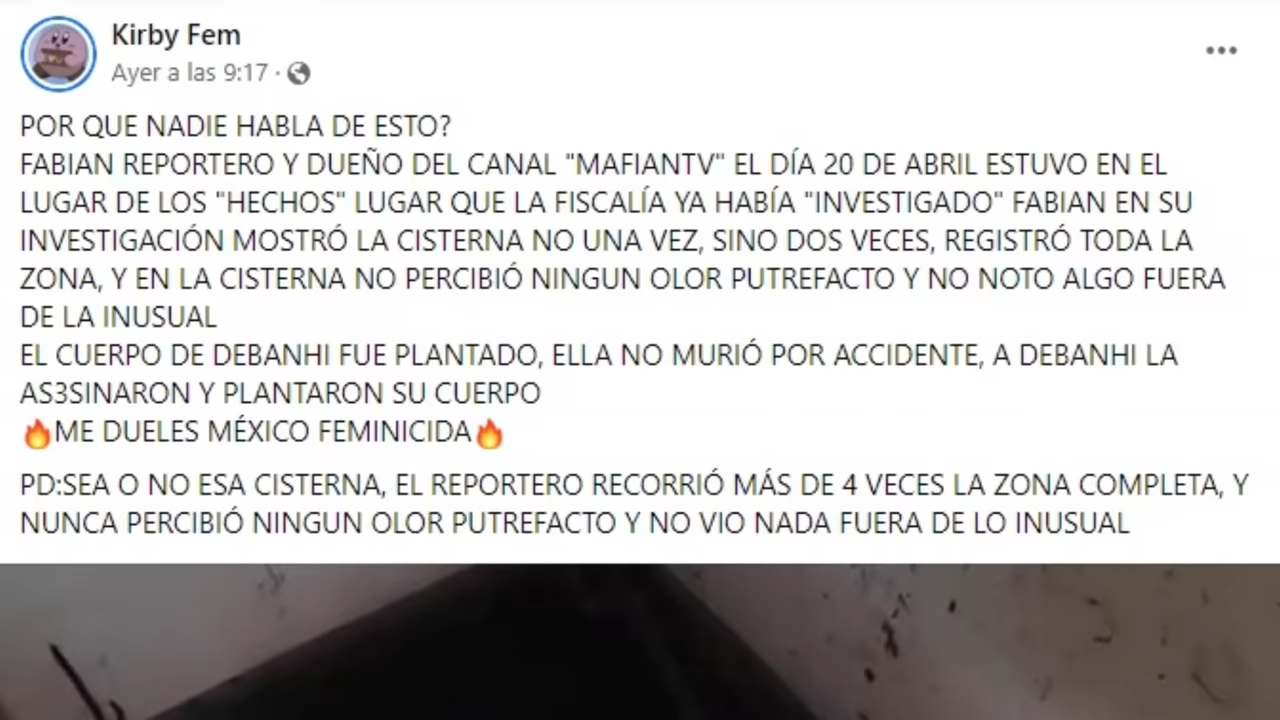 Kirby Fem
Ayer a las 9:17 ·
POR QUE NADIE HABLA DE ESTO?
FABIAN REPORTERO Y DUEÑO DEL CANAL "MAFIANTV" EL DÍA 20 DE ABRIL ESTUVO EN EL
LUGAR DE LOS "HECHOS" LUGAR QUE LA FISCALÍA YA HABÍA "INVESTIGADO" FABIAN EN SU
INVESTIGACIÓN MOSTRÓ LA CISTERNA NO UNA VEZ, SINO DOS VECES, REGISTRÓ TODA LA
ZONA, Y EN LA CISTERNA NO PERCIBIÓ NINGUN OLOR PUTREFACTO Y NO NOTO ALGO FUERA
DE LA INUSUAL
EL CUERPO DE DEBANHI FUE PLANTADO, ELLA NO MURIÓ POR ACCIDENTE, A DEBANHI LA
AS3SINARON Y PLANTARON SU CUERPO
🔥ME DUELES MÉXICO FEMINICIDA🔥
PD:SEA O NO ESA CISTERNA, EL REPORTERO RECORRIÓ MÁS DE 4 VECES LA ZONA COMPLETA, Y
NUNCA PERCIBIÓ NINGUN OLOR PUTREFACTO Y NO VIO NADA FUERA DE LO INUSUAL